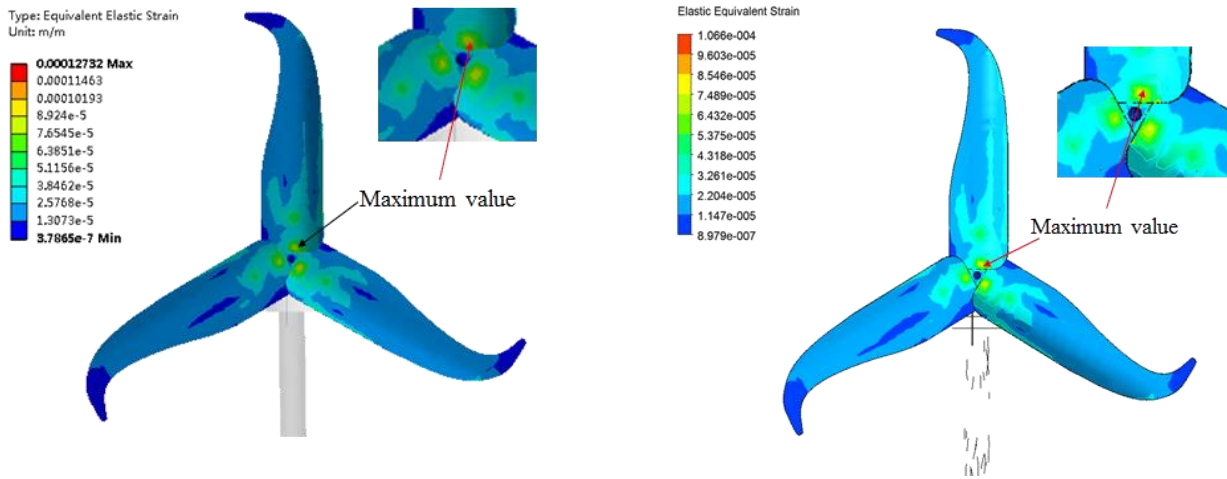 Type: Equivalent Elastic Strain
Unit: m/m
0.00012732 Max
0.00011463
0.00010193
8.924e-5
7.6545e-5
6.3851e-5
5.1156e-5
3.8462e-5
2.5768e-5
1.3073e-5
3.7865e-7 Min
Maximum value
Elastic Equivalent Strain
1.066e-004
9.603e-005
8.546e-005
7.489e-005
6.432e-005
5.375e-005
4.318e-005
3.261e-005
2.204e-005
1.147e-005
8.979e-007
Maximum value